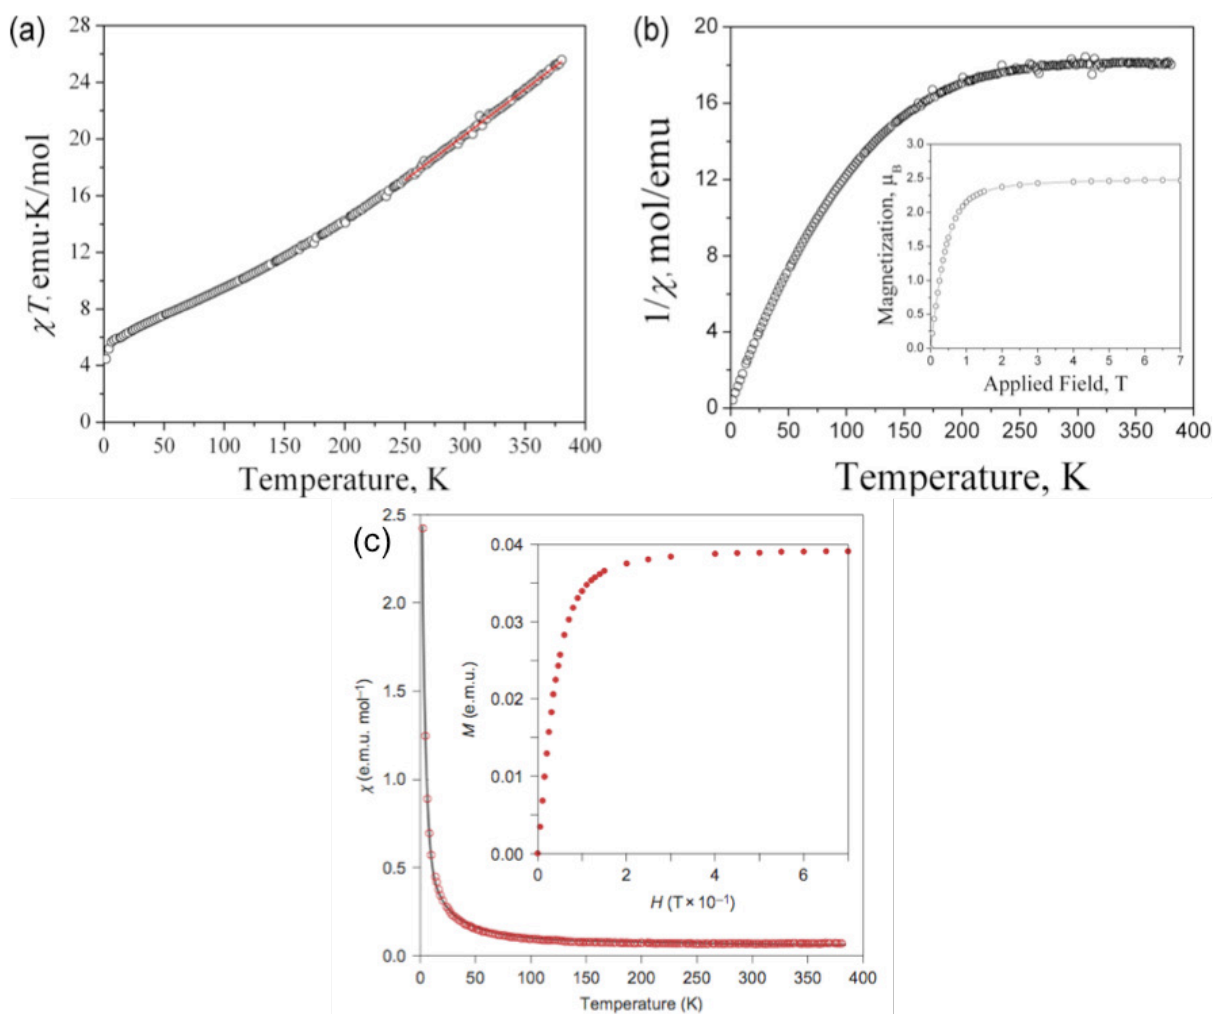 (a)
28
24
20
16
12
8
4
0
χT, emu·K/mol
0 50 100 150 200 250 300 350 400
Temperature, K
(b)
20
16
12
8
4
0
1/χ, mol/emu
0 50 100 150 200 250 300 350 400
Temperature, K
3.0
2.5
2.0
1.5
1.0
0.5
0.0
Magnetization, μB
0 1 2 3 4 5 6 7
Applied Field, T
(c)
2.5
2.0
1.5
1.0
0.5
0.0
χ (e.m.u. mol⁻¹)
0 50 100 150 200 250 300 350 400
Temperature (K)
0.04
0.03
0.02
0.01
0.00
M (e.m.u.)
0 2 4 6
H (T × 10⁻¹)